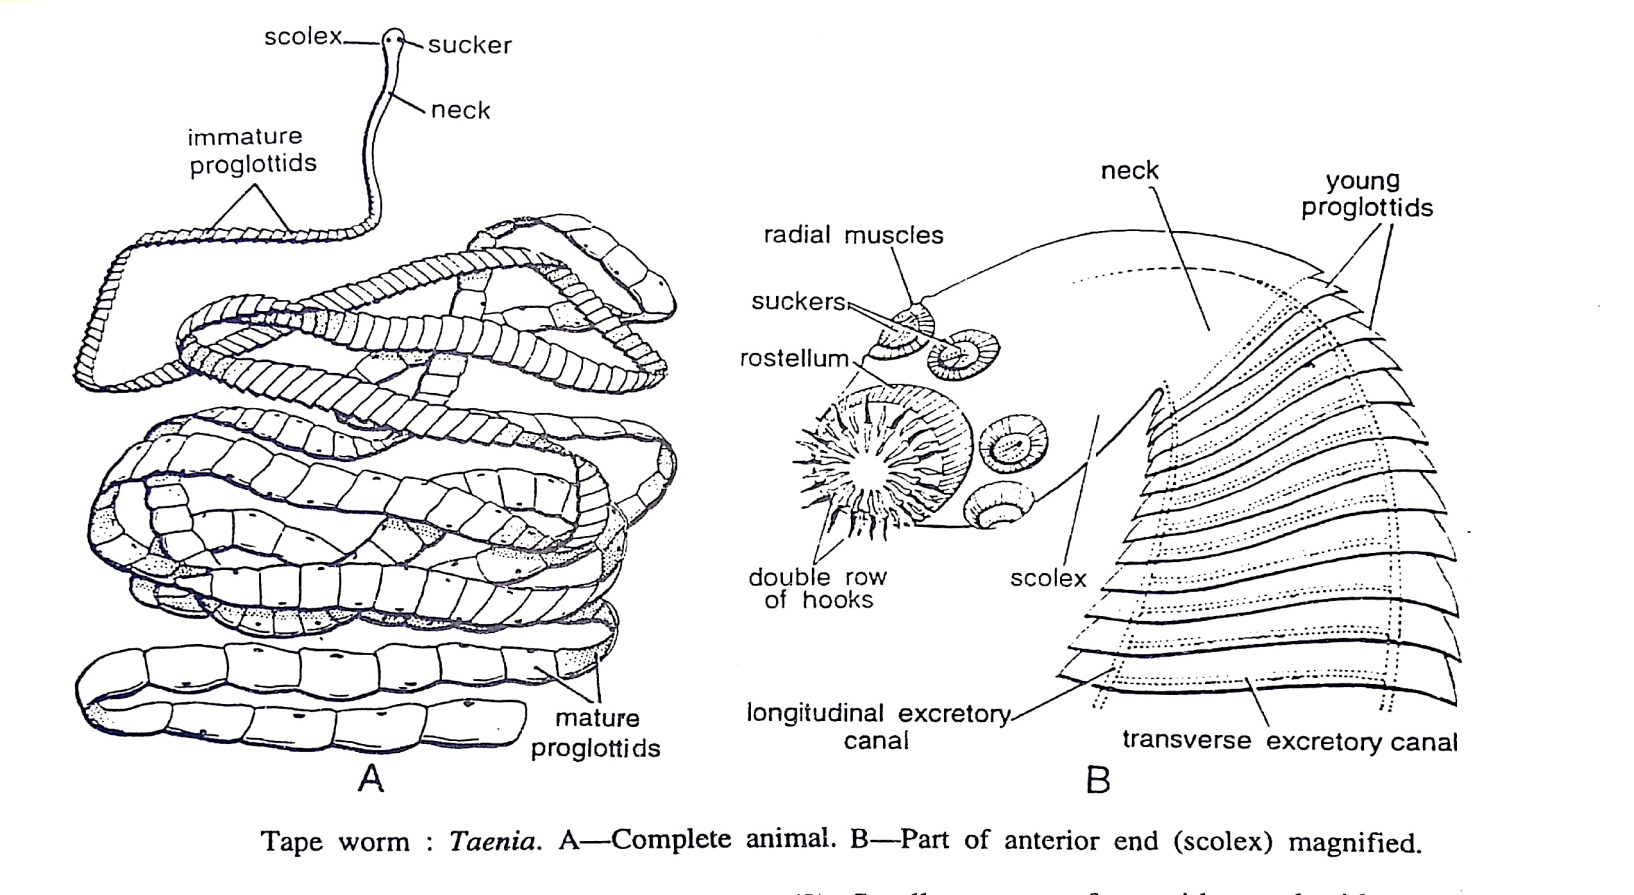 scolex
sucker
neck
immature
proglottids
mature
proglottids
A
neck
young
proglottids
radial muscles
suckers
rostellum
double row
of hooks
scolex
longitudinal excretory
canal
transverse excretory canal
B
Tape worm : Taenia. A—Complete animal. B—Part of anterior end (scolex) magnified.